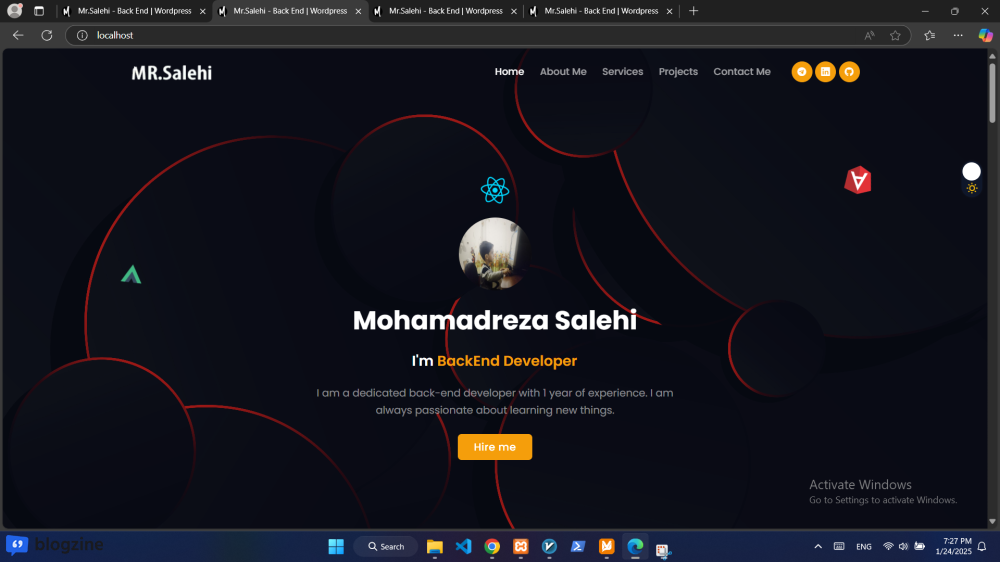 Mr.Salehi - Back End | Wordpress
Mr.Salehi - Back End | Wordpress
Mr.Salehi - Back End | Wordpress
Mr.Salehi - Back End | Wordpress
localhost
MR.Salehi
Home About Me Services Projects Contact Me
Mohamadreza Salehi
I'm BackEnd Developer
I am a dedicated back-end developer with 1 year of experience. I am
always passionate about learning new things.
Hire me
Activate Windows
Go to Settings to activate Windows.
blogzine
Search
ENG
7:27 PM
1/24/2025